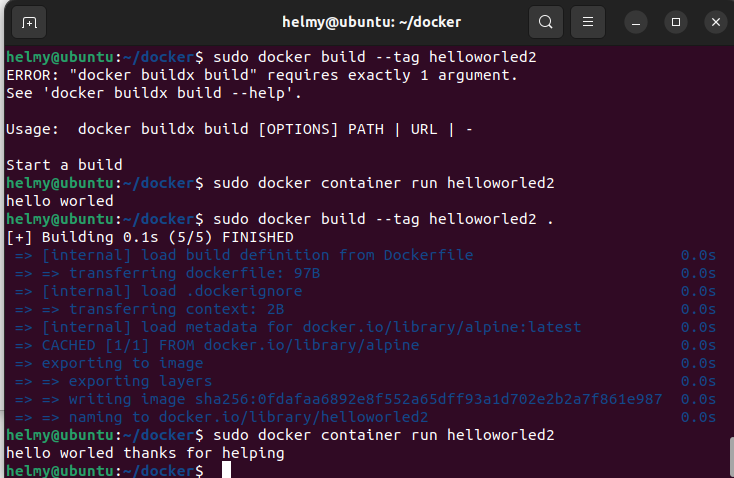 helmy@ubuntu: ~/docker
helmy@ubuntu:~/docker$ sudo docker build --tag helloworled2
ERROR: "docker buildx build" requires exactly 1 argument.
See 'docker buildx build --help'.
Usage:  docker buildx build [OPTIONS] PATH | URL | -
Start a build
helmy@ubuntu:~/docker$ sudo docker container run helloworled2
hello worled
helmy@ubuntu:~/docker$ sudo docker build --tag helloworled2 .
[+] Building 0.1s (5/5) FINISHED
=> [internal] load build definition from Dockerfile 0.0s
=> => transferring dockerfile: 97B 0.0s
=> [internal] load .dockerignore 0.0s
=> => transferring context: 2B 0.0s
=> [internal] load metadata for docker.io/library/alpine:latest 0.0s
=> CACHED [1/1] FROM docker.io/library/alpine 0.0s
=> exporting to image 0.0s
=> => exporting layers 0.0s
=> => writing image sha256:0fdafaa6892e8f552a65dff93a1d702e2b2a7f861e987 0.0s
=> => naming to docker.io/library/helloworled2 0.0s
helmy@ubuntu:~/docker$ sudo docker container run helloworled2
hello worled thanks for helping
helmy@ubuntu:~/docker$